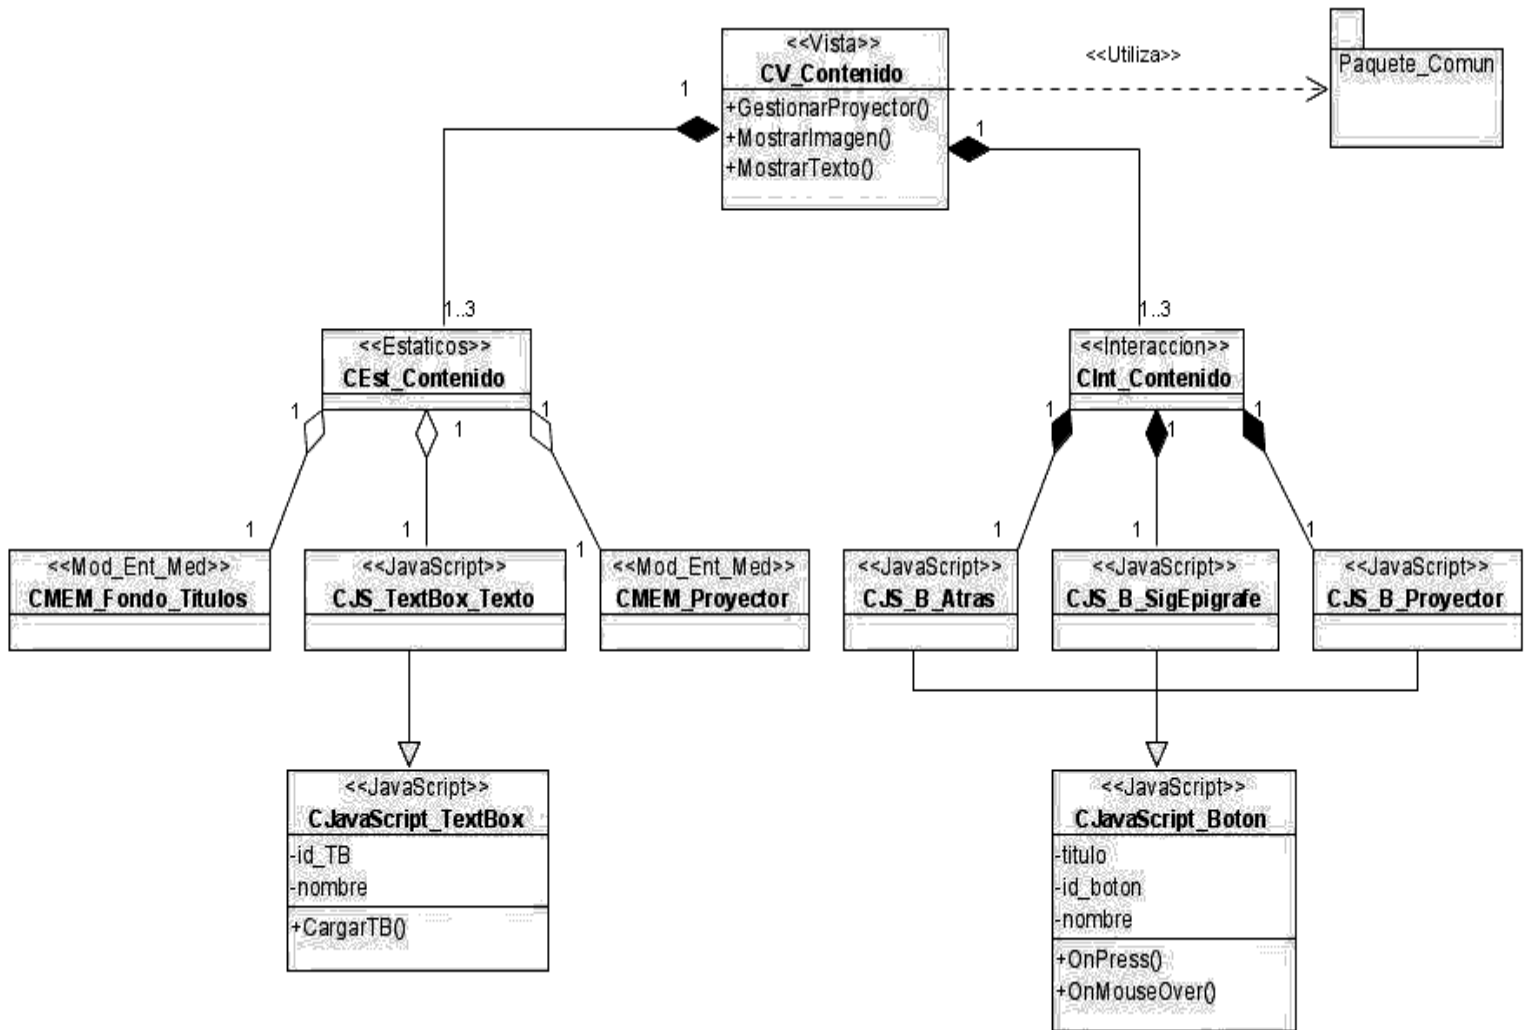 <<Vista>>
CV_Contenido
+GestionarProyector()
+MostrarImagen()
+MostrarTexto()
<<Utiliza>>
Paquete_Comun
1
1
1..3
1..3
<<Estaticos>>
CEst_Contenido
<<Interaccion>>
CInt_Contenido
1
1
1
1
1
1
1
1
1
1
1
1
<<Mod_Ent_Med>>
CMEM_Fondo_Titulos
<<JavaScript>>
CJS_TextBox_Texto
<<Mod_Ent_Med>>
CMEM_Proyector
<<JavaScript>>
CJS_B_Atras
<<JavaScript>>
CJS_B_SigEpigrafe
<<JavaScript>>
CJS_B_Proyector
<<JavaScript>>
CJavaScript_TextBox
-id_TB
-nombre
+CargarTB()
<<JavaScript>>
CJavaScript_Boton
-titulo
-id_boton
-nombre
+OnPress()
+OnMouseOver()